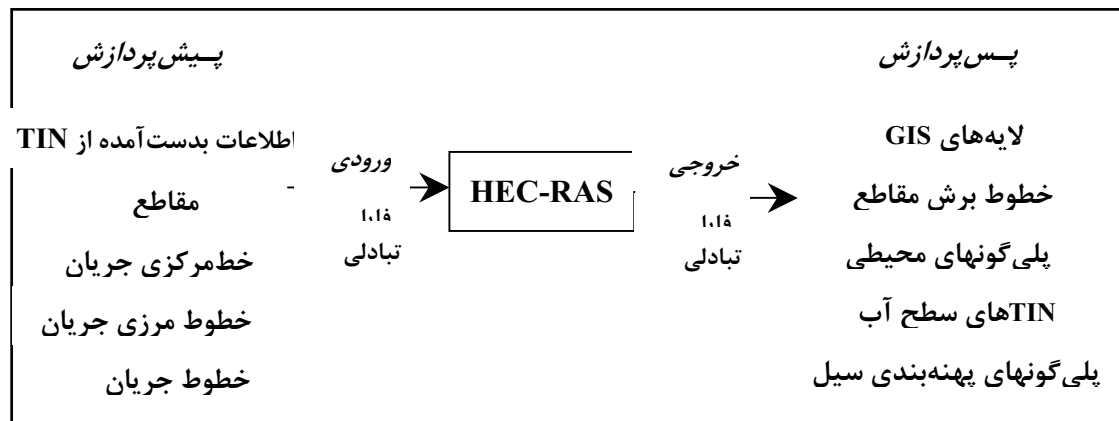 پیش‌پردازش
اطلاعات بدست‌آمده از TIN
مقاطع
خط‌مرکزی جریان
خطوط مرزی جریان
خطوط جریان
ورودی
تبادلی
HEC-RAS
خروجی
تبادلی
پس‌پردازش
لایه‌های GIS
خطوط برش مقاطع
پلی‌گونهای محیطی
TINهای سطح آب
پلی‌گونهای پهنه‌بندی سیل